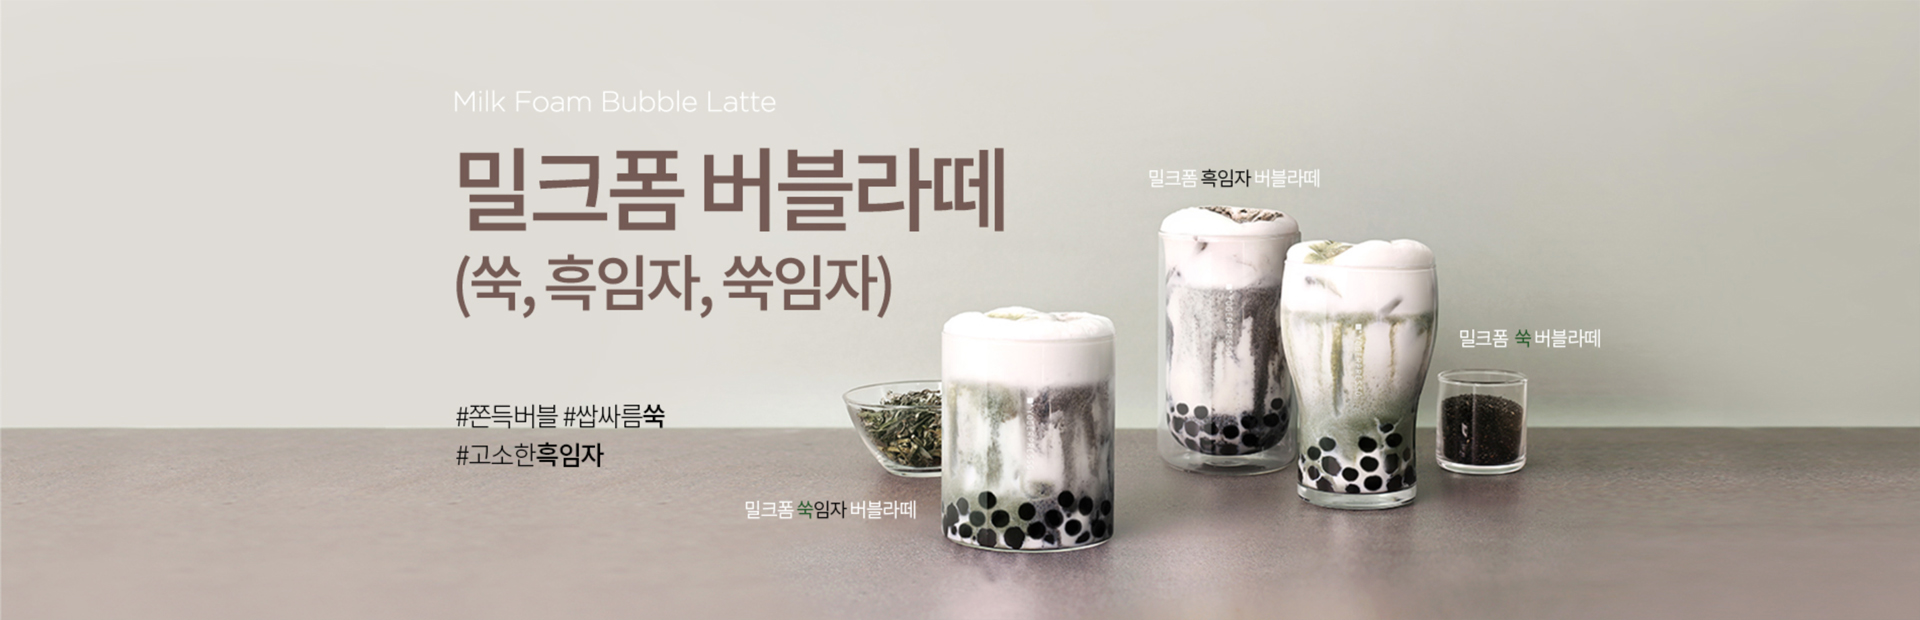 Milk Foam Bubble Latte
밀크폼 버블라떼
(쑥, 흑임자, 쑥임자)
#쫀득버블 #쌉싸름쑥
#고소한흑임자
밀크폼 흑임자 버블라떼
밀크폼 쑥 버블라떼
밀크폼 쑥임자 버블라떼